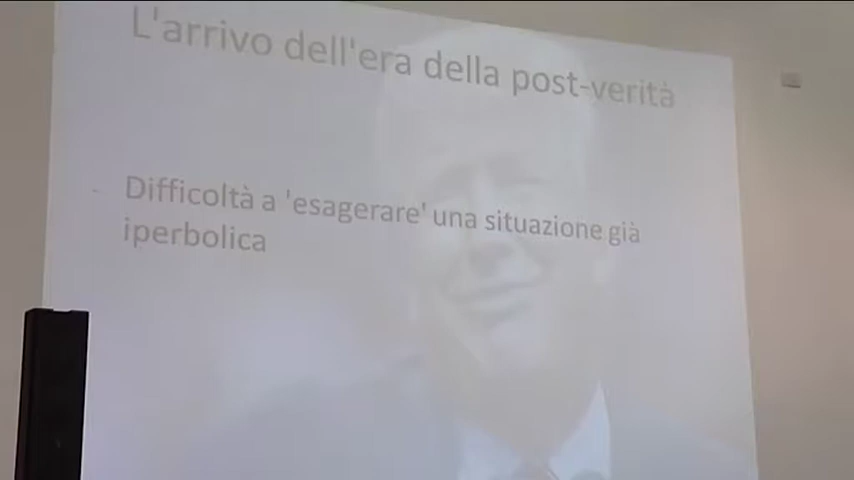 L'arrivo dell'era della post-verità
- Difficoltà a 'esagerare' una situazione già
iperbolica